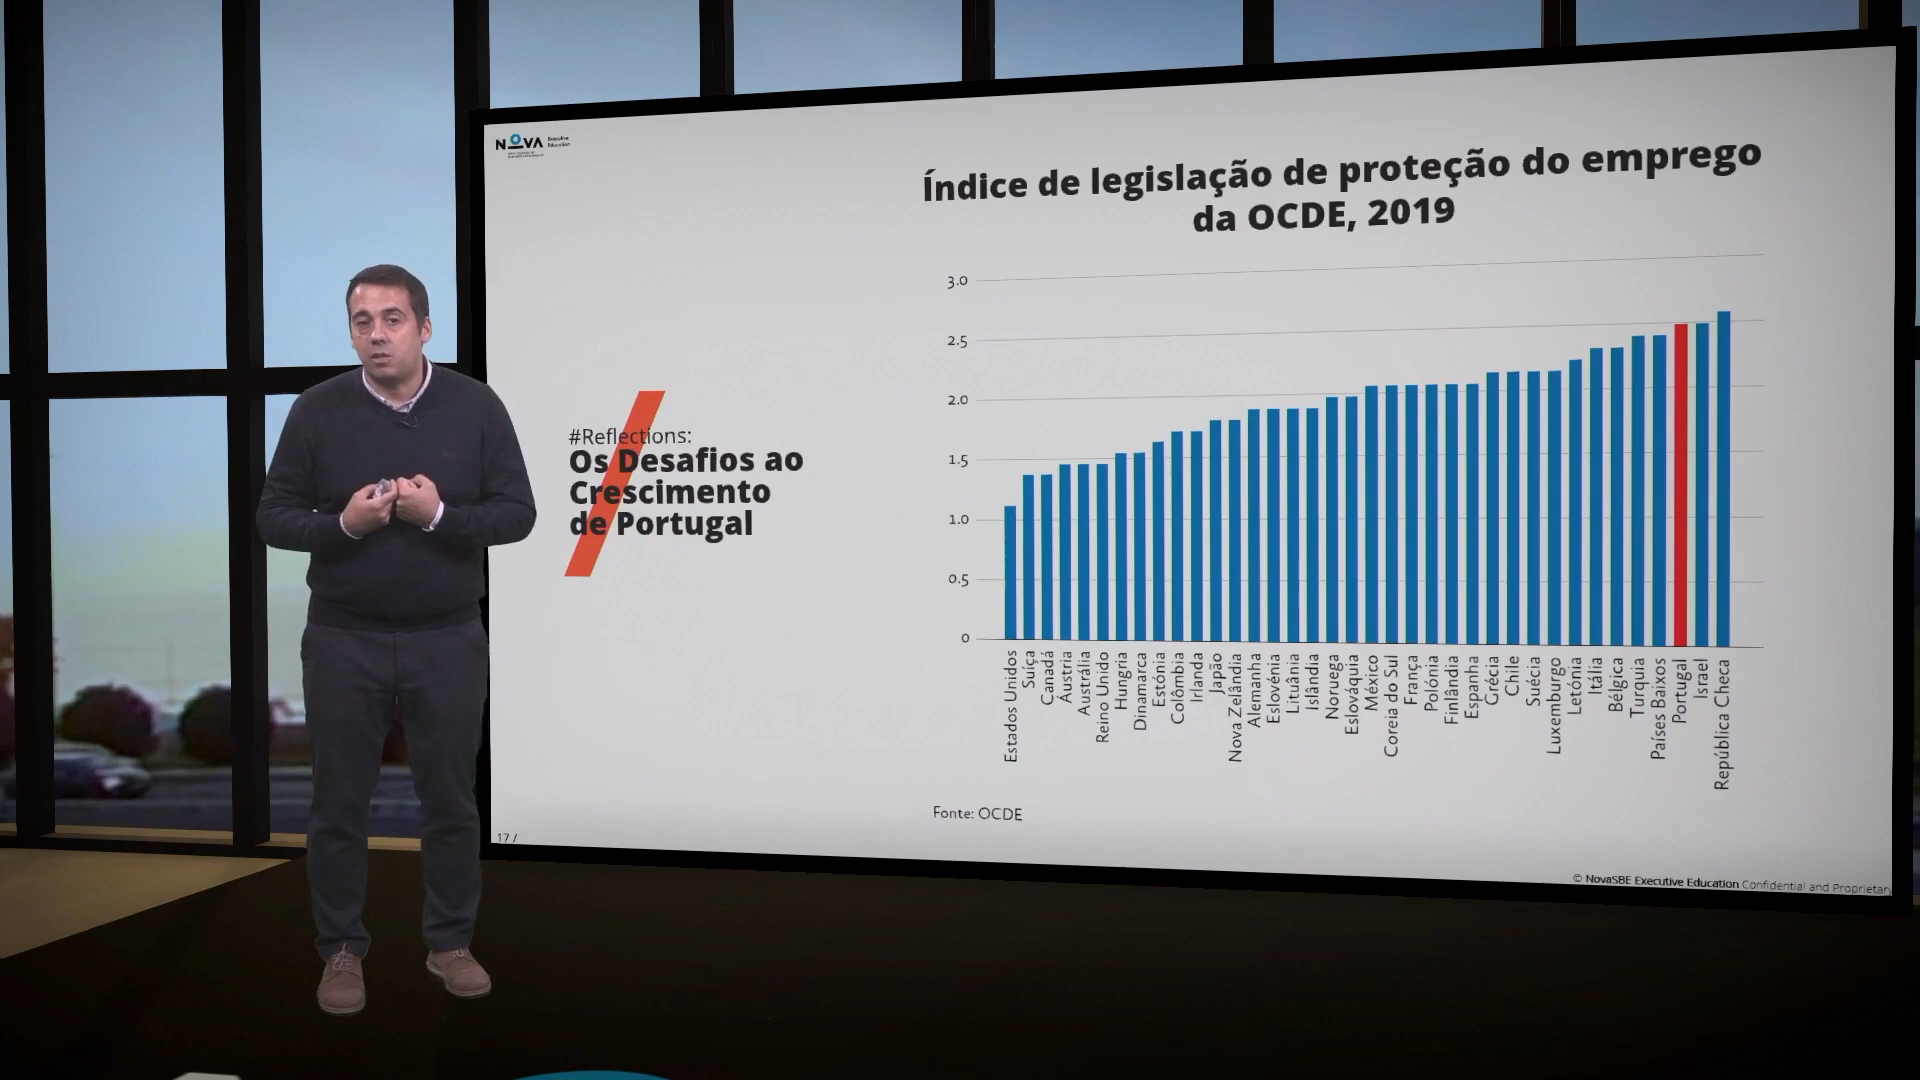 NOVA
Executive
Education
Índice de legislação de proteção do emprego
da OCDE, 2019
3.0
2.5
2.0
1.5
1.0
0.5
0
#Reflections:
Os Desafios ao
Crescimento
de Portugal
Estados Unidos
Suíça
Canadá
Áustria
Austrália
Reino Unido
Hungria
Dinamarca
Estónia
Colômbia
Irlanda
Japão
Nova Zelândia
Alemanha
Eslovénia
Lituânia
Islândia
Noruega
Eslováquia
México
Coreia do Sul
França
Polónia
Finlândia
Espanha
Grécia
Chile
Suécia
Luxemburgo
Letónia
Itália
Bélgica
Turquia
Países Baixos
Portugal
Israel
República Checa
Fonte: OCDE
17 /
© NovaSBE Executive Education Confidential and Proprietary